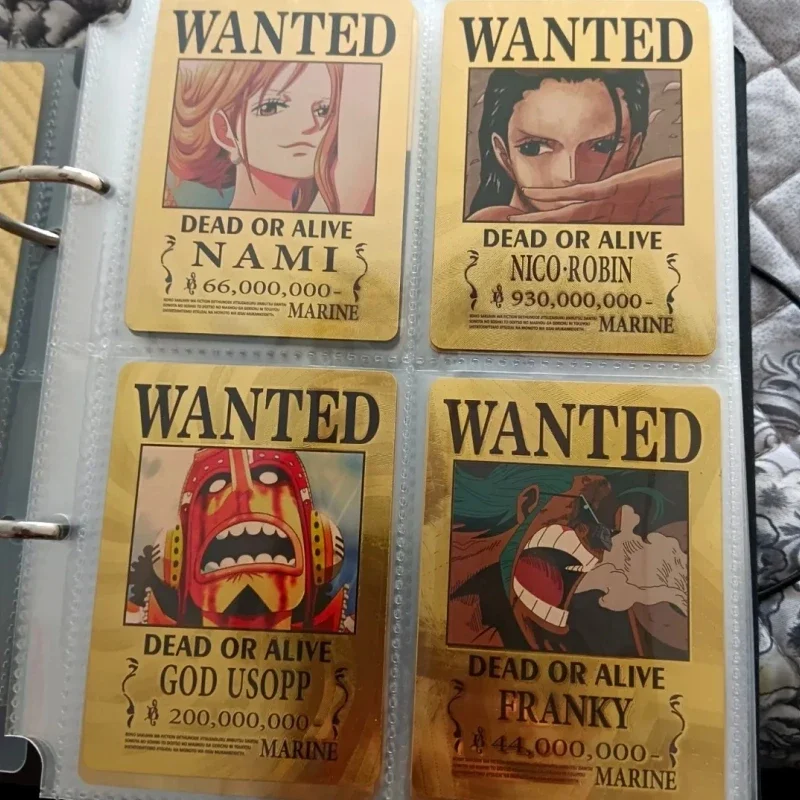 WANTED
DEAD OR ALIVE
NAMI
66,000,000-
MARINE
WANTED
DEAD OR ALIVE
NICO·ROBIN
930,000,000-
MARINE
WANTED
DEAD OR ALIVE
GOD USOPP
200,000,000-
MARINE
WANTED
DEAD OR ALIVE
FRANKY
44,000,000-
MARINE